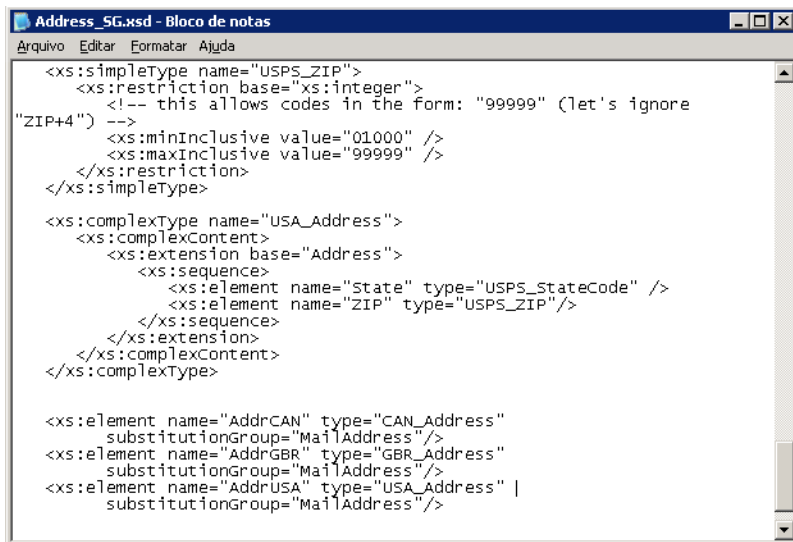 Address_SG.xsd - Bloco de notas
Arquivo Editar Formatar Ajuda
<xs:simpleType name="USPS_ZIP">
<xs:restriction base="xs:integer">
<!-- this allows codes in the form: "99999" (let's ignore
"ZIP+4") -->
<xs:minInclusive value="01000" />
<xs:maxInclusive value="99999" />
</xs:restriction>
</xs:simpleType>
<xs:complexType name="USA_Address">
<xs:complexContent>
<xs:extension base="Address">
<xs:sequence>
<xs:element name="State" type="USPS_StateCode" />
<xs:element name="ZIP" type="USPS_ZIP"/>
</xs:sequence>
</xs:extension>
</xs:complexContent>
</xs:complexType>
<xs:element name="AddrCAN" type="CAN_Address"
substitutionGroup="MailAddress"/>
<xs:element name="AddrGBR" type="GBR_Address"
substitutionGroup="MailAddress"/>
<xs:element name="AddrUSA" type="USA_Address"
substitutionGroup="MailAddress"/>